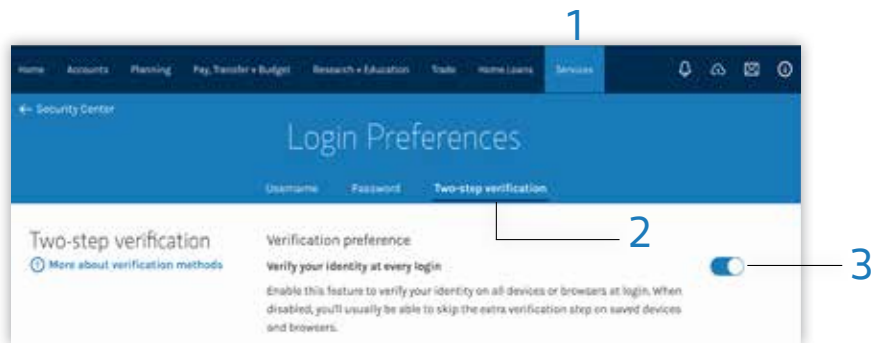 1
Home Accounts Planning Pay, Transfer + Budget Research + Education Trade Home Loans Services
← Security Center
Login Preferences
Username Password Two-step verification
2
Two-step verification
More about verification methods
Verification preference
Verify your identity at every login
3
Enable this feature to verify your identity on all devices or browsers at login. When
disabled, you'll usually be able to skip the extra verification step on saved devices
and browsers.